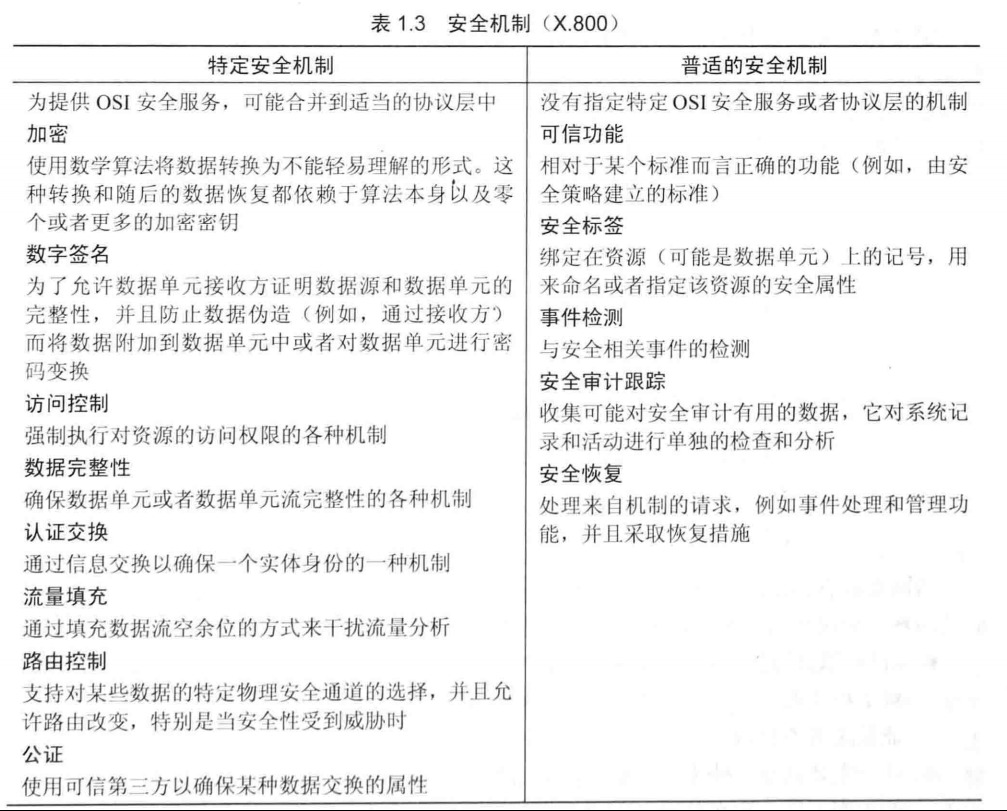 表 1.3 安全机制（X.800）
特定安全机制
为提供 OSI 安全服务，可能合并到适当的协议层中
加密
使用数学算法将数据转换为不能轻易理解的形式。这
种转换和随后的数据恢复都依赖于算法本身以及零
个或者更多的加密密钥
数字签名
为了允许数据单元接收方证明数据源和数据单元的
完整性，并且防止数据伪造（例如，通过接收方）
而将数据附加到数据单元中或者对数据单元进行密
码变换
访问控制
强制执行对资源的访问权限的各种机制
数据完整性
确保数据单元或者数据单元流完整性的各种机制
认证交换
通过信息交换以确保一个实体身份的一种机制
流量填充
通过填充数据流空余位的方式来干扰流量分析
路由控制
支持对某些数据的特定物理安全通道的选择，并且允
许路由改变，特别是当安全性受到威胁时
公证
使用可信第三方以确保某种数据交换的属性
普适的安全机制
没有指定特定 OSI 安全服务或者协议层的机制
可信功能
相对于某个标准而言正确的功能（例如，由安
全策略建立的标准）
安全标签
绑定在资源（可能是数据单元）上的记号，用
来命名或者指定该资源的安全属性
事件检测
与安全相关事件的检测
安全审计跟踪
收集可能对安全审计有用的数据，它对系统记
录和活动进行单独的检查和分析
安全恢复
处理来自机制的请求，例如事件处理和管理功
能，并且采取恢复措施